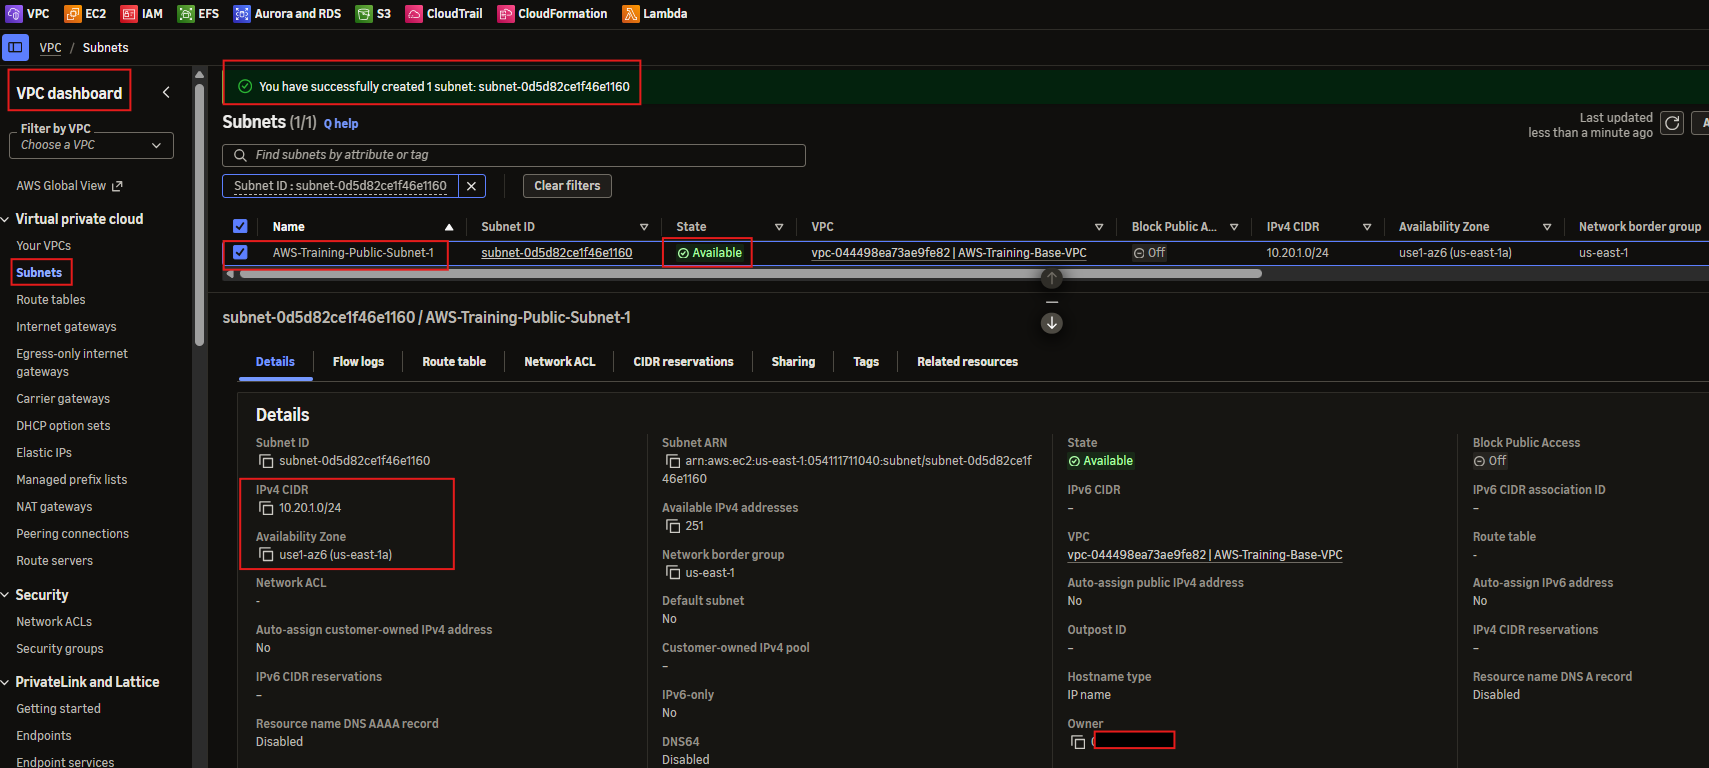 VPC EC2 IAM EFS Aurora and RDS S3 CloudTrail CloudFormation Lambda
VPC / Subnets
VPC dashboard
Filter by VPC
Choose a VPC
AWS Global View
Virtual private cloud
Your VPCs
Subnets
Route tables
Internet gateways
Egress-only internet
gateways
Carrier gateways
DHCP option sets
Elastic IPs
Managed prefix lists
NAT gateways
Peering connections
Route servers
Security
Network ACLs
Security groups
PrivateLink and Lattice
Getting started
Endpoints
Endpoint services
You have successfully created 1 subnet: subnet-0d5d82ce1f46e1160
Subnets (1/1) Q help
Last updated
less than a minute ago
A
Find subnets by attribute or tag
Subnet ID : subnet-0d5d82ce1f46e1160
Clear filters
Name Subnet ID State VPC Block Public A... IPv4 CIDR Availability Zone Network border group
AWS-Training-Public-Subnet-1 subnet-0d5d82ce1f46e1160 Available vpc-044498ea73ae9fe82 | AWS-Training-Base-VPC Off 10.20.1.0/24 use1-az6 (us-east-1a) us-east-1
subnet-0d5d82ce1f46e1160 / AWS-Training-Public-Subnet-1
Details Flow logs Route table Network ACL CIDR reservations Sharing Tags Related resources
Details
Subnet ID
subnet-0d5d82ce1f46e1160
IPv4 CIDR
10.20.1.0/24
Availability Zone
use1-az6 (us-east-1a)
Network ACL
-
Auto-assign customer-owned IPv4 address
No
IPv6 CIDR reservations
–
Resource name DNS AAAA record
Disabled
Subnet ARN
arn:aws:ec2:us-east-1:054111711040:subnet/subnet-0d5d82ce1f
46e1160
Available IPv4 addresses
251
Network border group
us-east-1
Default subnet
No
Customer-owned IPv4 pool
–
IPv6-only
No
DNS64
Disabled
State
Available
IPv6 CIDR
–
VPC
vpc-044498ea73ae9fe82 | AWS-Training-Base-VPC
Auto-assign public IPv4 address
No
Outpost ID
–
Hostname type
IP name
Owner
Block Public Access
Off
IPv6 CIDR association ID
–
Route table
-
Auto-assign IPv6 address
No
IPv4 CIDR reservations
–
Resource name DNS A record
Disabled